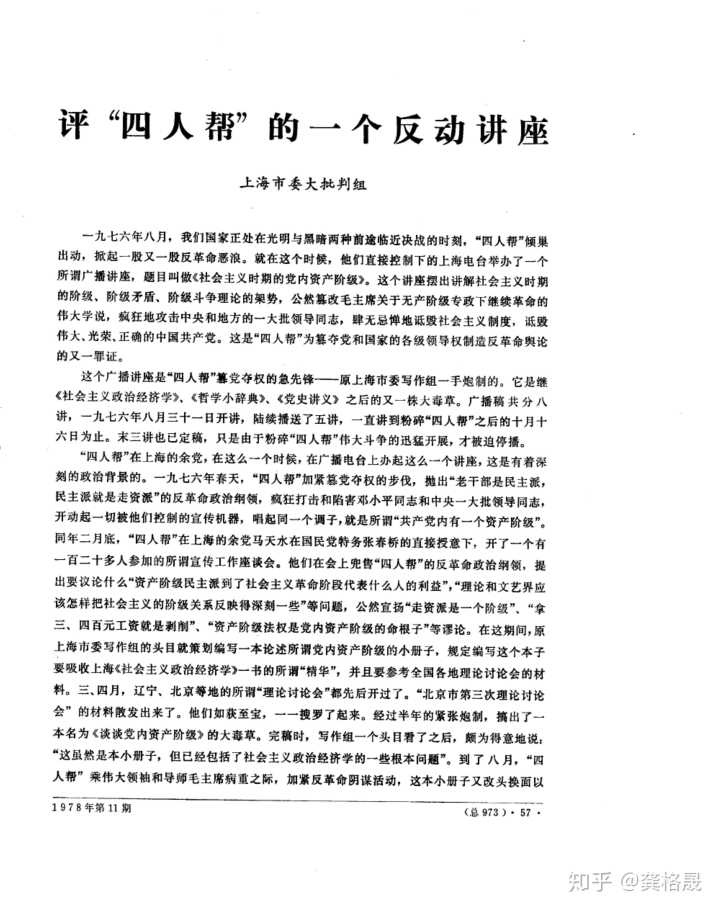 评“四人帮”的一个反动讲座
上海市委大批判组
一九七六年八月，我们国家正处在光明与黑暗两种前途临近决战的时刻，“四人帮”倾巢
出动，掀起一股又一股反革命恶浪。就在这个时候，他们直接控制下的上海电台举办了一个
所谓广播讲座，题目叫做《社会主义时期的党内资产阶级》。这个讲座摆出讲解社会主义时期
的阶级、阶级矛盾、阶级斗争理论的架势，公然篡改毛主席关于无产阶级专政下继续革命的
伟大学说，疯狂地攻击中央和地方的一大批领导同志，肆无忌惮地诋毁社会主义制度，诋毁
伟大、光荣、正确的中国共产党。这是“四人帮”为篡夺党和国家的各级领导权制造反革命舆论
的又一罪证。
这个广播讲座是“四人帮”篡党夺权的急先锋——原上海市委写作组一手炮制的。它是继
《社会主义政治经济学》、《哲学小辞典》、《党史讲义》之后的又一株大毒草。广播稿共分八
讲，一九七六年八月三十一日开讲，陆续播送了五讲，一直讲到粉碎“四人帮”之后的十月十
六日为止。末三讲也已定稿，只是由于粉碎“四人帮”伟大斗争的迅猛开展，才被迫停播。
“四人帮”在上海的余党，在这么一个时候，在广播电台上办起这么一个讲座，这是有着深
刻的政治背景的。一九七六年春天，“四人帮”加紧篡党夺权的步伐，抛出“老干部是民主派，
民主派就是走资派”的反革命政治纲领，疯狂打击和陷害邓小平同志和中央一大批领导同志，
开动起一切被他们控制的宣传机器，唱起同一个调子，就是所谓“共产党内有一个资产阶级”。
同年二月底，“四人帮”在上海的余党马天水在国民党特务张春桥的直接授意下，开了一个有
一百二十多人参加的所谓宣传工作座谈会。他们在会上兜售“四人帮”的反革命政治纲领，提
出要议论什么“资产阶级民主派到了社会主义革命阶段代表什么人的利益”，“理论和文艺界应
该怎样把社会主义的阶级关系反映得深刻一些”等问题，公然宣扬“走资派是一个阶级”、“拿
三、四百元工资就是剥削”、“资产阶级法权是党内资产阶级的命根子”等谬论。在这期间，原
上海市委写作组的头目就策划编写一本论述所谓党内资产阶级的小册子，规定编写这个本子
要吸收上海《社会主义政治经济学》一书的所谓“精华”，并且要参考全国各地理论讨论会的材
料。三、四月，辽宁、北京等地的所谓“理论讨论会”都先后开过了。“北京市第三次理论讨论
会”的材料散发出来了。他们如获至宝，一一搜罗了起来。经过半年的紧张炮制，搞出了一
本名为《谈谈党内资产阶级》的大毒草。完稿时，写作组一个头目看了之后，颇为得意地说：
“这虽然是本小册子，但已经包括了社会主义政治经济学的一些根本问题”。到了八月，“四
人帮”乘伟大领袖和导师毛主席病重之际，加紧反革命阴谋活动，这本小册子又改头换面以
1978年第11期
（总973）·57·
知乎 @龚格晟